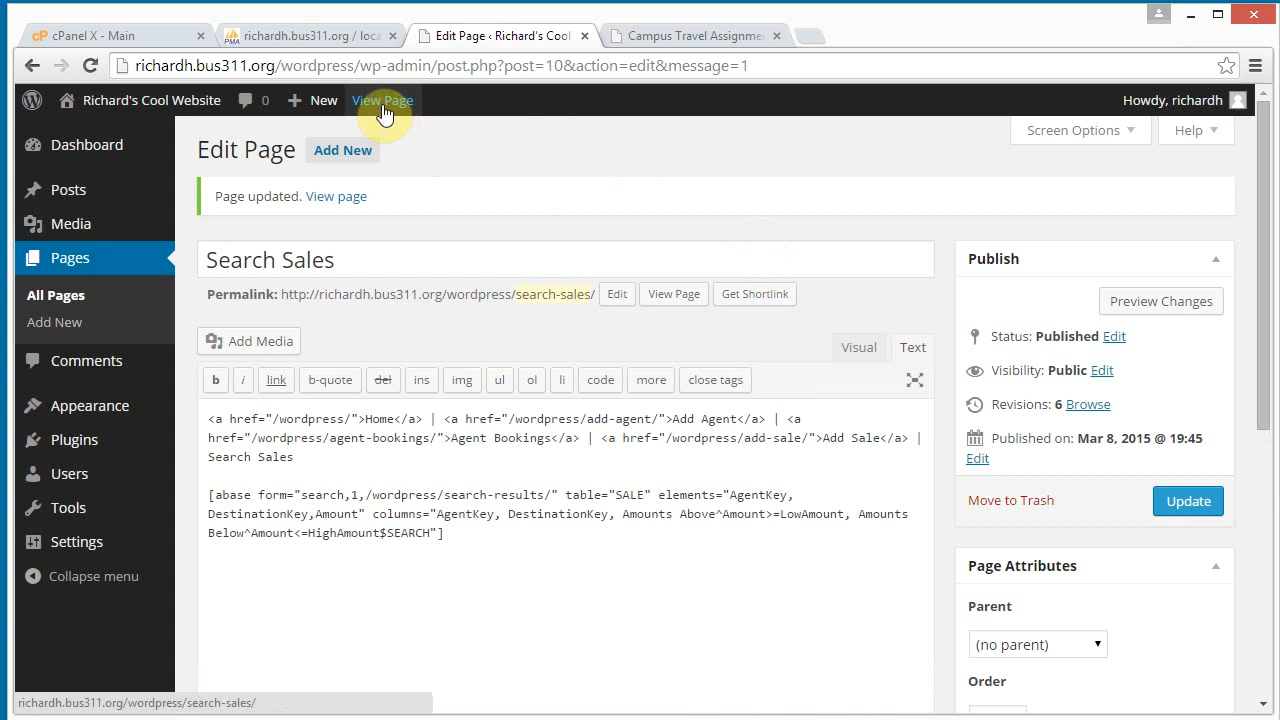 cPanel X - Main
richardh.bus311.org / loca
Edit Page ‹ Richard's Cool
Campus Travel Assignme
richardh.bus311.org/wordpress/wp-admin/post.php?post=10&action=edit&message=1
Richard's Cool Website
0
New
View Page
Howdy, richardh
Screen Options
Help
Dashboard
Posts
Media
Pages
All Pages
Add New
Comments
Appearance
Plugins
Users
Tools
Settings
Collapse menu
Edit Page
Add New
Page updated. View page
Search Sales
Permalink: http://richardh.bus311.org/wordpress/search-sales/
Edit
View Page
Get Shortlink
Add Media
Visual
Text
b
i
link
b-quote
del
ins
img
ul
ol
li
code
more
close tags
<a href="/wordpress/">Home</a> | <a href="/wordpress/add-agent/">Add Agent</a> | <a
href="/wordpress/agent-bookings/">Agent Bookings</a> | <a href="/wordpress/add-sale/">Add Sale</a> |
Search Sales
[abase form="search,1,/wordpress/search-results/" table="SALE" elements="AgentKey,
DestinationKey,Amount" columns="AgentKey, DestinationKey, Amounts Above^Amount>=LowAmount, Amounts
Below^Amount<=HighAmount$SEARCH"]
Publish
Preview Changes
Status: Published Edit
Visibility: Public Edit
Revisions: 6 Browse
Published on: Mar 8, 2015 @ 19:45
Edit
Move to Trash
Update
Page Attributes
Parent
(no parent)
Order
richardh.bus311.org/wordpress/search-sales/